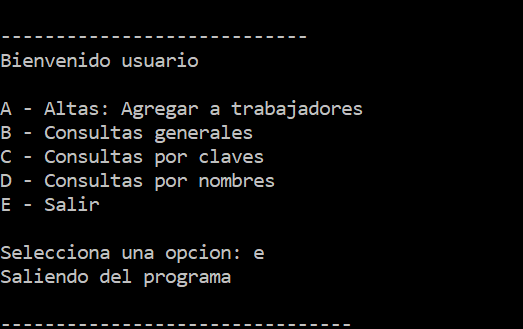 ----------------------------
Bienvenido usuario
A - Altas: Agregar a trabajadores
B - Consultas generales
C - Consultas por claves
D - Consultas por nombres
E - Salir
Selecciona una opcion: e
Saliendo del programa
--------------------------------